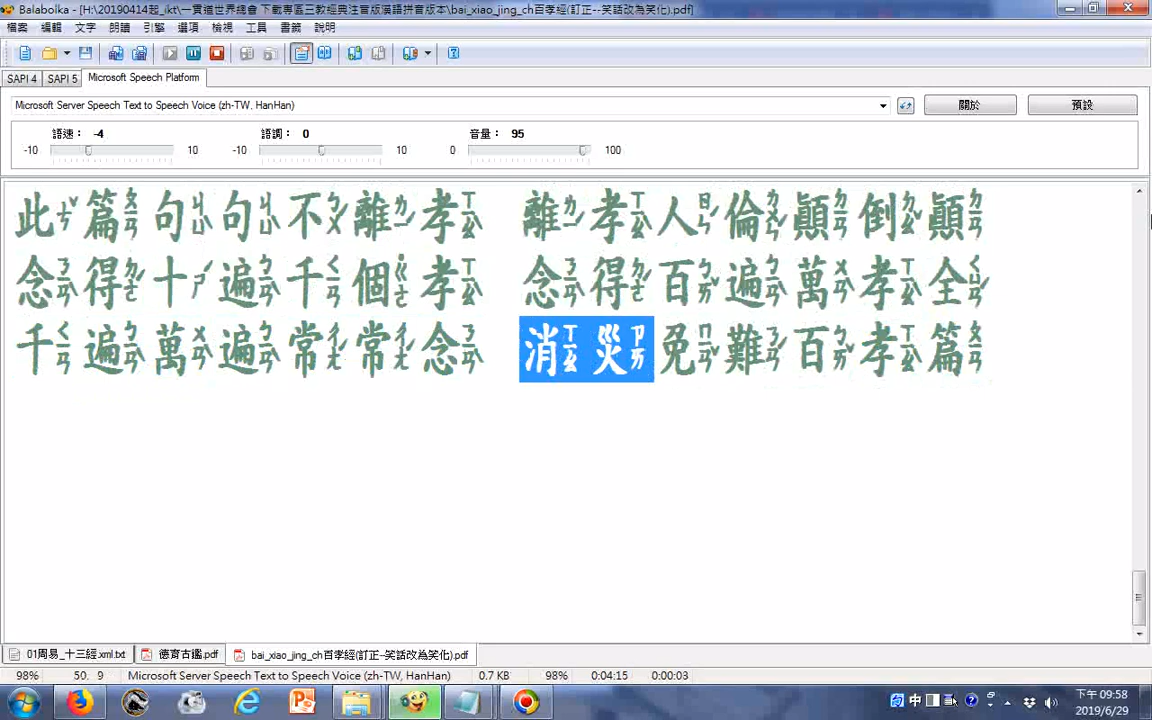 Balabolka - [H:\20190414起_ikt\一貫道世界總會 下載專區三教經典注音版漢語拼音版本\bai_xiao_jing_ch百孝經(訂正--笑話改為笑化).pdf]
檔案 編輯 文字 朗讀 引擎 選項 檢視 工具 書籤 說明
SAPI 4 SAPI 5 Microsoft Speech Platform
Microsoft Server Speech Text to Speech Voice (zh-TW, HanHan) 關於 預設
語速： -4 語調： 0 音量： 95
-10 10 -10 10 0 100
此篇句句不離孝 離孝人倫顛倒顛
念得十遍千個孝 念得百遍萬孝全
千遍萬遍常常念 消災免難百孝篇
01周易_十三經.xml.txt 德育古鑑.pdf bai_xiao_jing_ch百孝經(訂正--笑話改為笑化).pdf
98% 50. 9 Microsoft Server Speech Text to Speech Voice (zh-TW, HanHan) 0.7 KB 98% 0:04:15 0:00:03
中 下午 09:58
2019/6/29